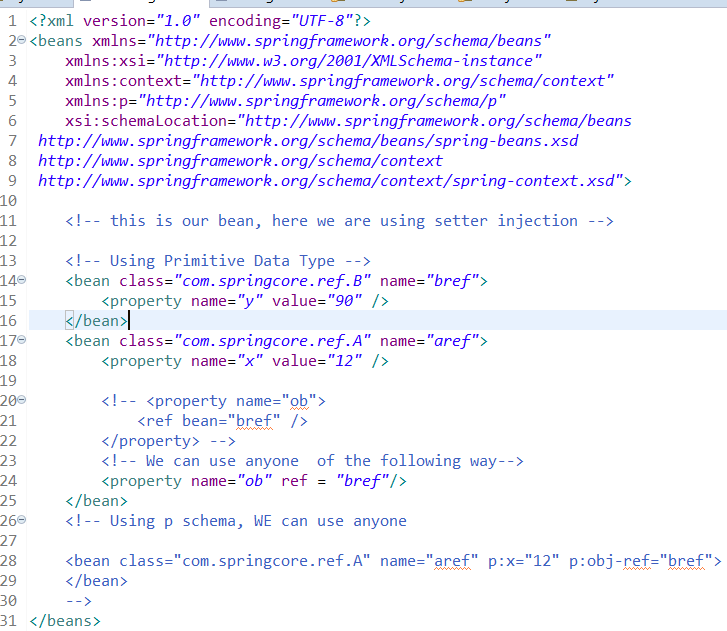 1 <?xml version="1.0" encoding="UTF-8"?>
2 <beans xmlns="http://www.springframework.org/schema/beans"
3     xmlns:xsi="http://www.w3.org/2001/XMLSchema-instance"
4     xmlns:context="http://www.springframework.org/schema/context"
5     xmlns:p="http://www.springframework.org/schema/p"
6     xsi:schemaLocation="http://www.springframework.org/schema/beans
7  http://www.springframework.org/schema/beans/spring-beans.xsd
8  http://www.springframework.org/schema/context
9  http://www.springframework.org/schema/context/spring-context.xsd">
10
11     <!-- this is our bean, here we are using setter injection -->
12
13     <!-- Using Primitive Data Type -->
14     <bean class="com.springcore.ref.B" name="bref">
15         <property name="y" value="90" />
16     </bean>
17     <bean class="com.springcore.ref.A" name="aref">
18         <property name="x" value="12" />
19
20         <!-- <property name="ob">
21             <ref bean="bref" />
22         </property> -->
23         <!-- We can use anyone  of the following way-->
24         <property name="ob" ref = "bref"/>
25     </bean>
26     <!-- Using p schema, WE can use anyone
27
28     <bean class="com.springcore.ref.A" name="aref" p:x="12" p:obj-ref="bref">
29     </bean>
30     -->
31 </beans>